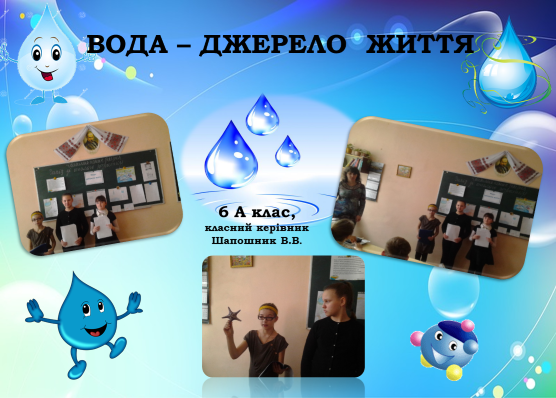 ВОДА – ДЖЕРЕЛО ЖИТТЯ
6 А клас,
класний керівник
Шапошник В.В.